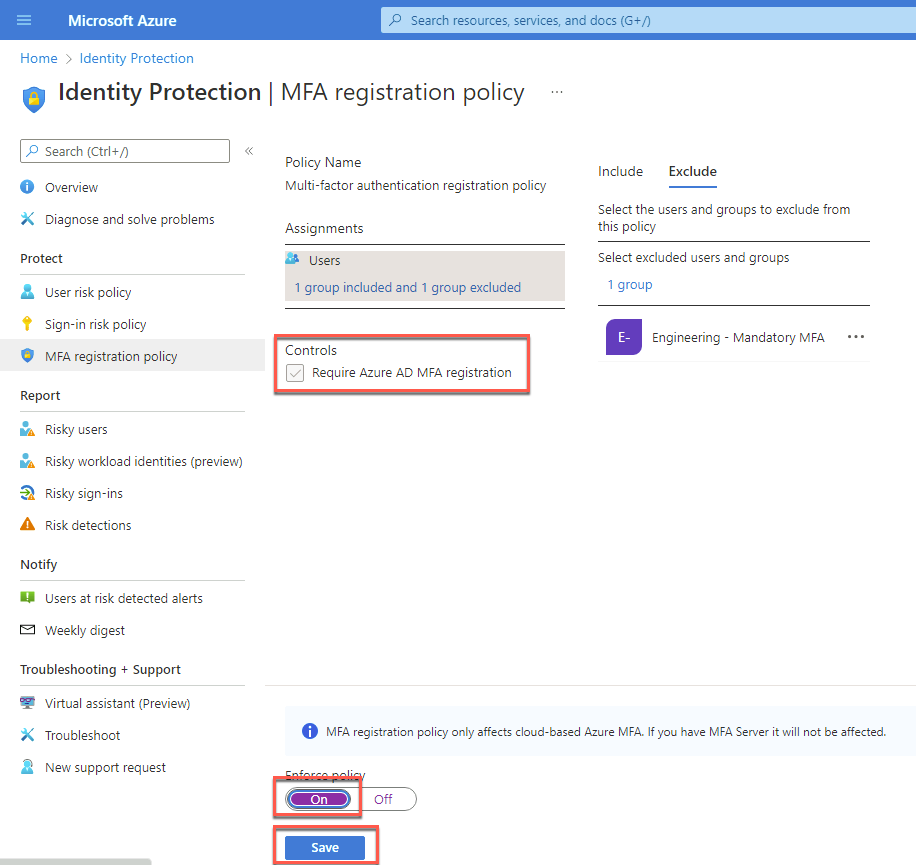 Microsoft Azure
Search resources, services, and docs (G+/)
Home > Identity Protection
Identity Protection | MFA registration policy ...
Search (Ctrl+/) «
Overview
Diagnose and solve problems
Protect
User risk policy
Sign-in risk policy
MFA registration policy
Report
Risky users
Risky workload identities (preview)
Risky sign-ins
Risk detections
Notify
Users at risk detected alerts
Weekly digest
Troubleshooting + Support
Virtual assistant (Preview)
Troubleshoot
New support request
Policy Name
Multi-factor authentication registration policy
Assignments
Users
1 group included and 1 group excluded
Controls
Require Azure AD MFA registration
Include Exclude
Select the users and groups to exclude from
this policy
Select excluded users and groups
1 group
E- Engineering - Mandatory MFA ...
MFA registration policy only affects cloud-based Azure MFA. If you have MFA Server it will not be affected.
Enforce policy
On Off
Save